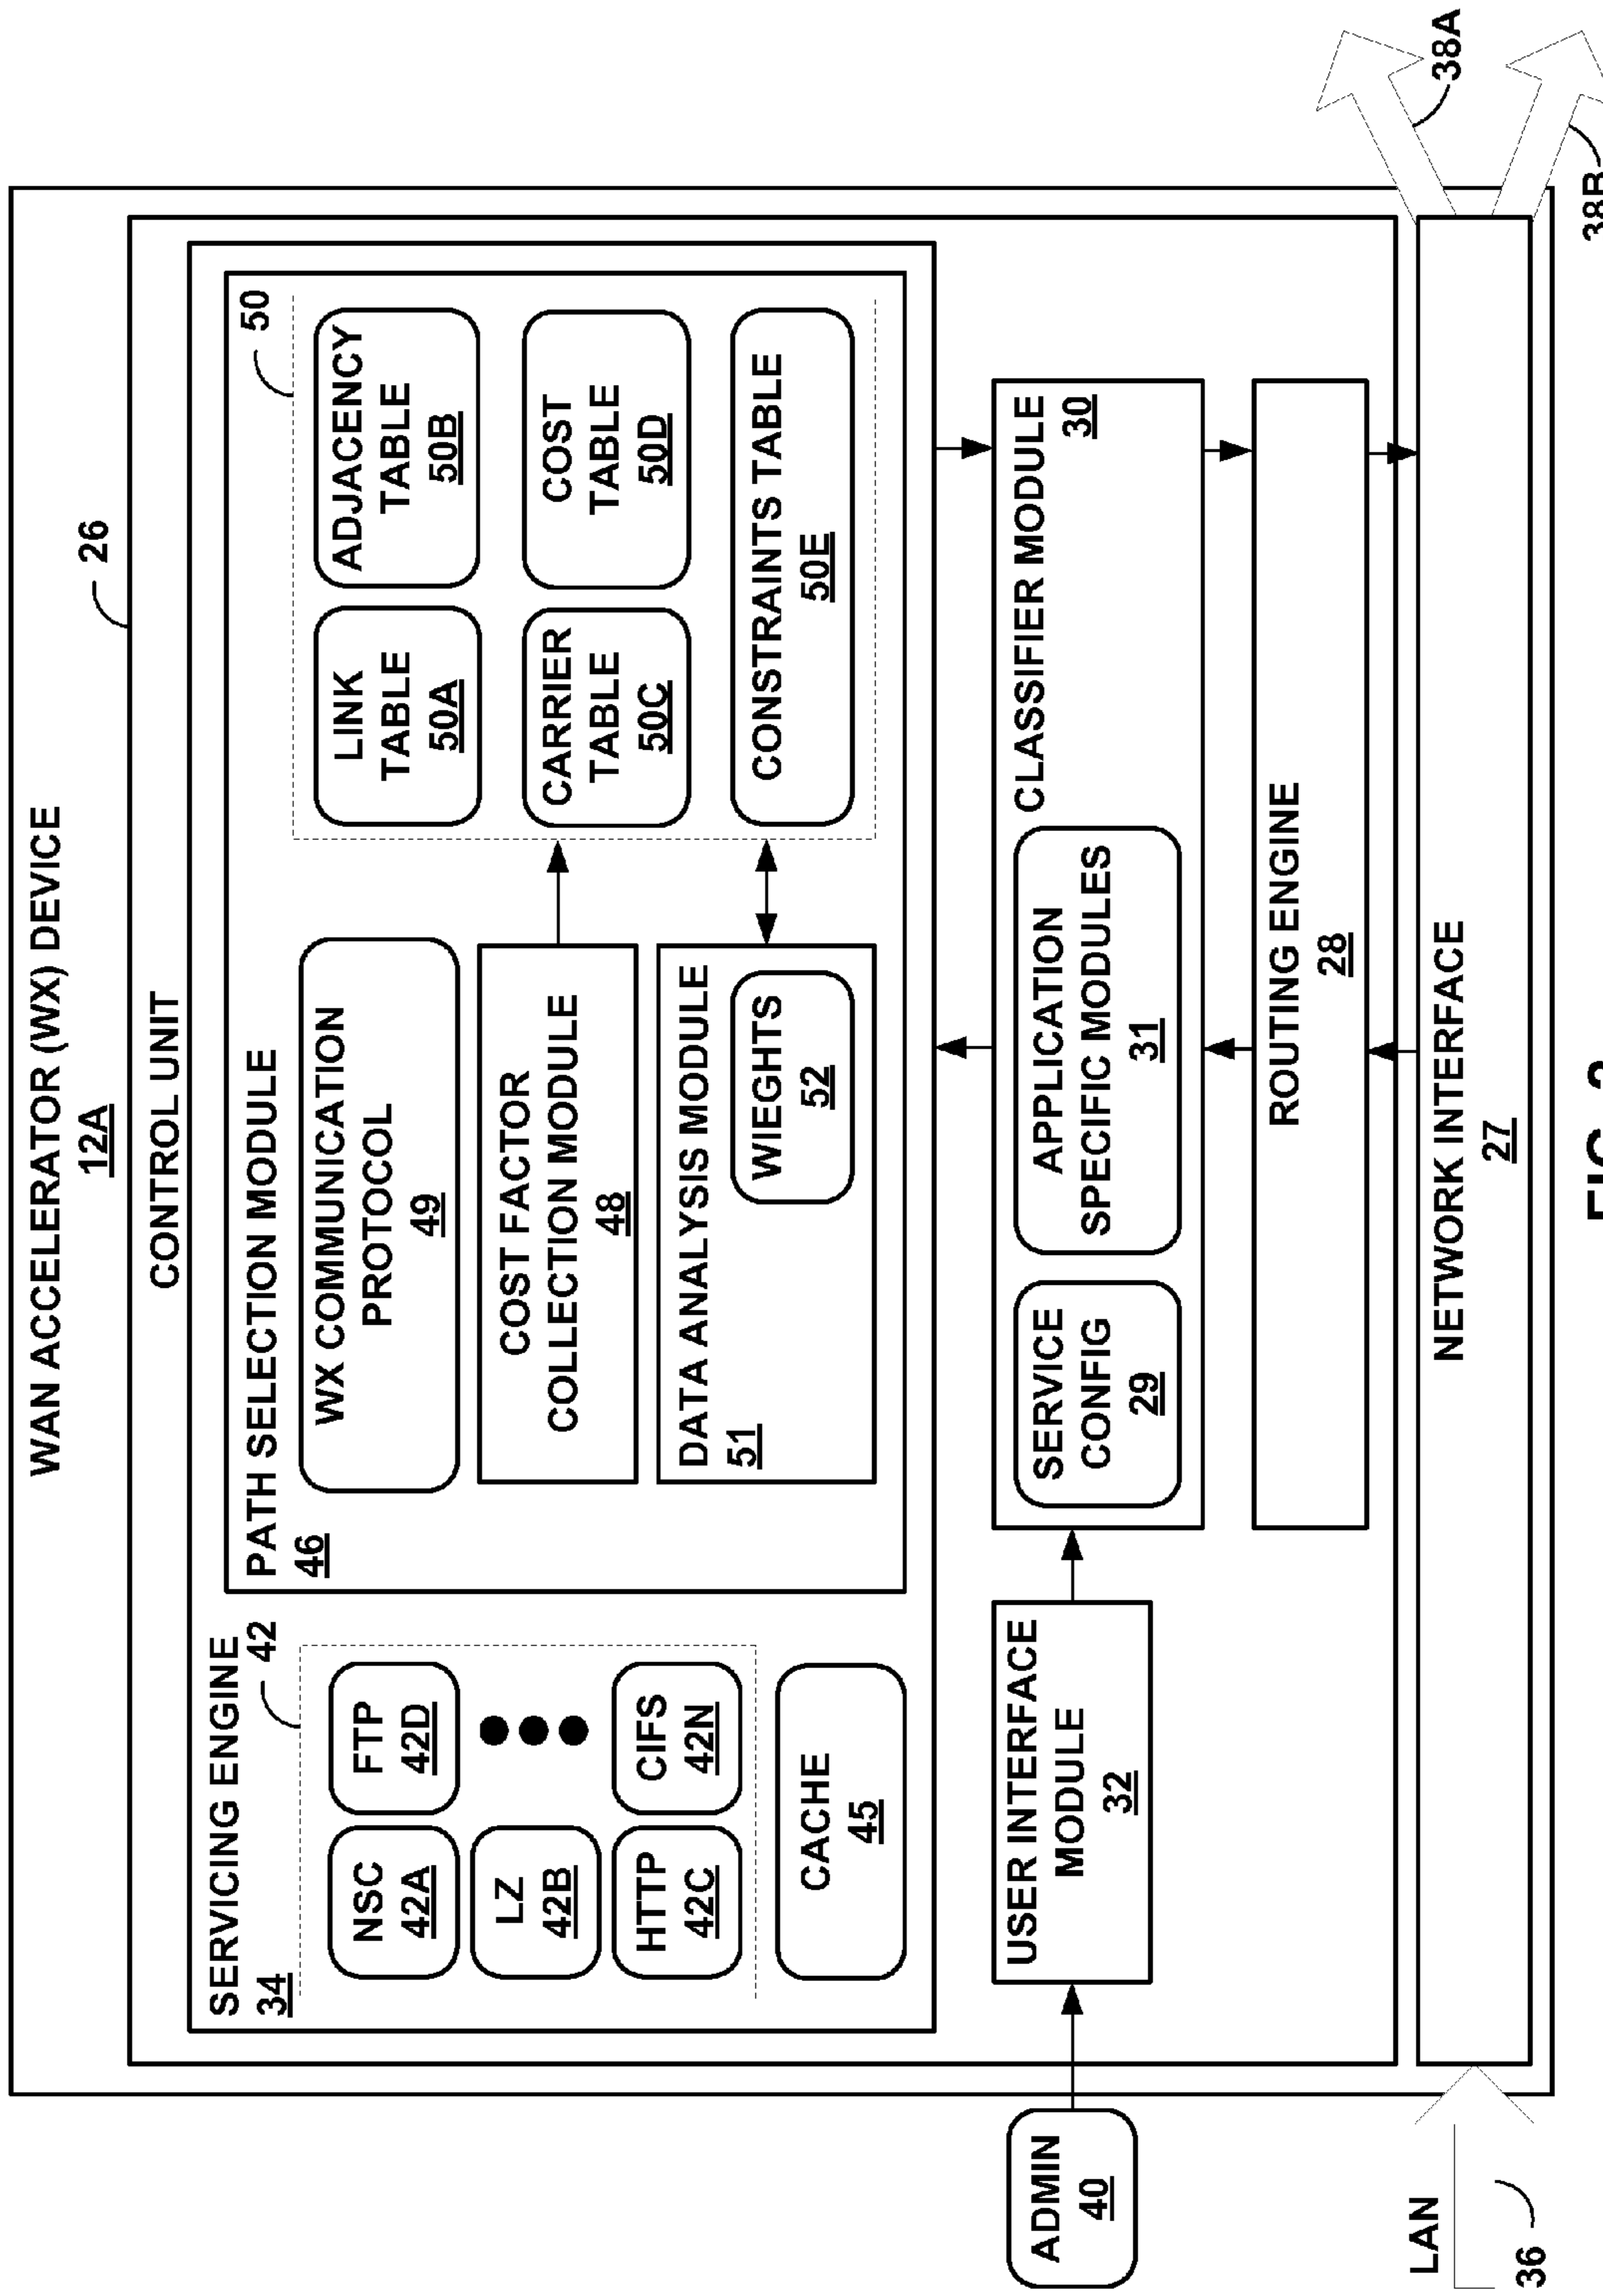 WAN ACCELERATOR (WX) DEVICE
12A
26
CONTROL UNIT
SERVICING ENGINE
34
42
NSC
42A
FTP
42D
LZ
42B
HTTP
42C
CIFS
42N
CACHE
45
PATH SELECTION MODULE
46
WX COMMUNICATION
PROTOCOL
49
COST FACTOR
COLLECTION MODULE
48
DATA ANALYSIS MODULE
51
WIEGHTS
52
50
LINK
TABLE
50A
ADJACENCY
TABLE
50B
CARRIER
TABLE
50C
COST
TABLE
50D
CONSTRAINTS TABLE
50E
ADMIN
40
USER INTERFACE
MODULE
32
SERVICE
CONFIG
29
APPLICATION
SPECIFIC MODULES
31
CLASSIFIER MODULE
30
ROUTING ENGINE
28
LAN
36
NETWORK INTERFACE
27
38A
38B